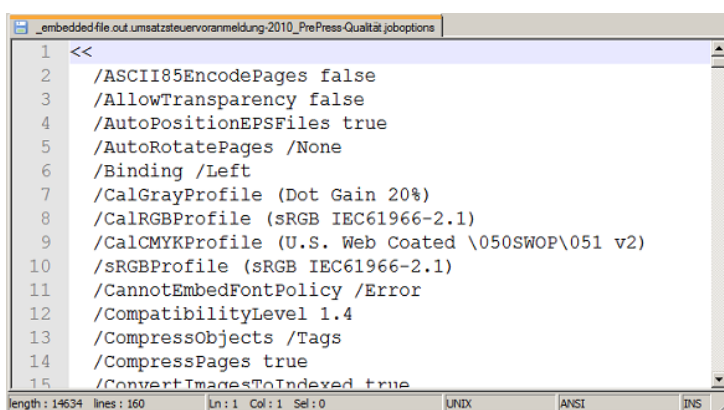 _embedded-file.out.umsatzsteuervoranmeldung-2010_PrePress-Qualität.joboptions
1 <<
2 /ASCII85EncodePages false
3 /AllowTransparency false
4 /AutoPositionEPSFiles true
5 /AutoRotatePages /None
6 /Binding /Left
7 /CalGrayProfile (Dot Gain 20%)
8 /CalRGBProfile (sRGB IEC61966-2.1)
9 /CalCMYKProfile (U.S. Web Coated \050SWOP\051 v2)
10 /sRGBProfile (sRGB IEC61966-2.1)
11 /CannotEmbedFontPolicy /Error
12 /CompatibilityLevel 1.4
13 /CompressObjects /Tags
14 /CompressPages true
15 /ConvertImagesToIndexed true
length : 14634 lines : 160 Ln : 1 Col : 1 Sel : 0 UNIX ANSI INS